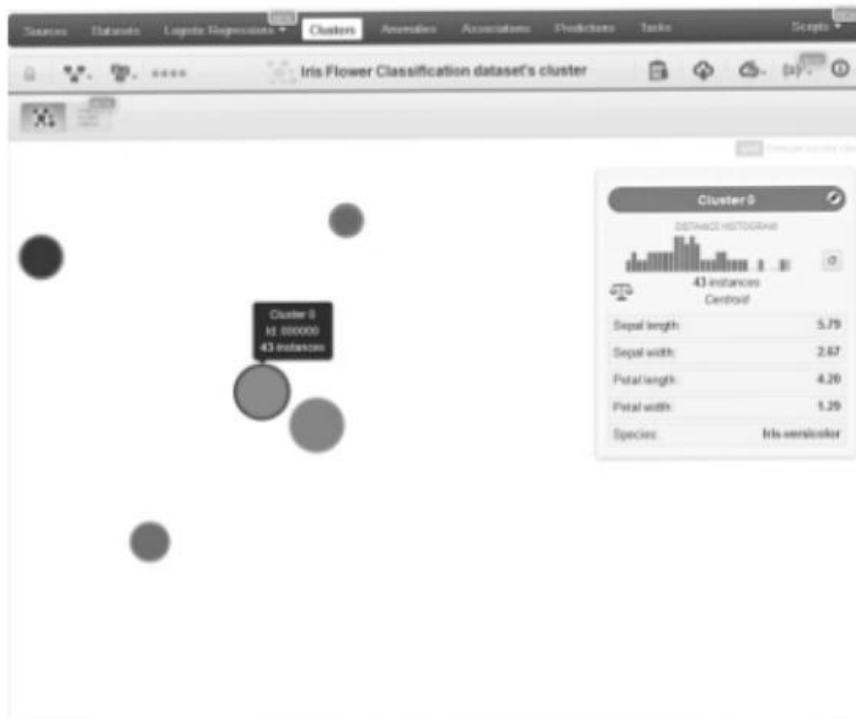 Sources Datasets Logistic Regressions Clusters Anomalies Associations Predictions Tasks Scripts
Iris Flower Classification dataset's cluster
Cluster 0
DISTANCE HISTOGRAM
Cluster 0
Id: 000000
43 instances
43 instances
Centroid
Sepal length: 5.79
Sepal width: 2.67
Petal length: 4.20
Petal width: 1.29
Species: Iris-versicolor